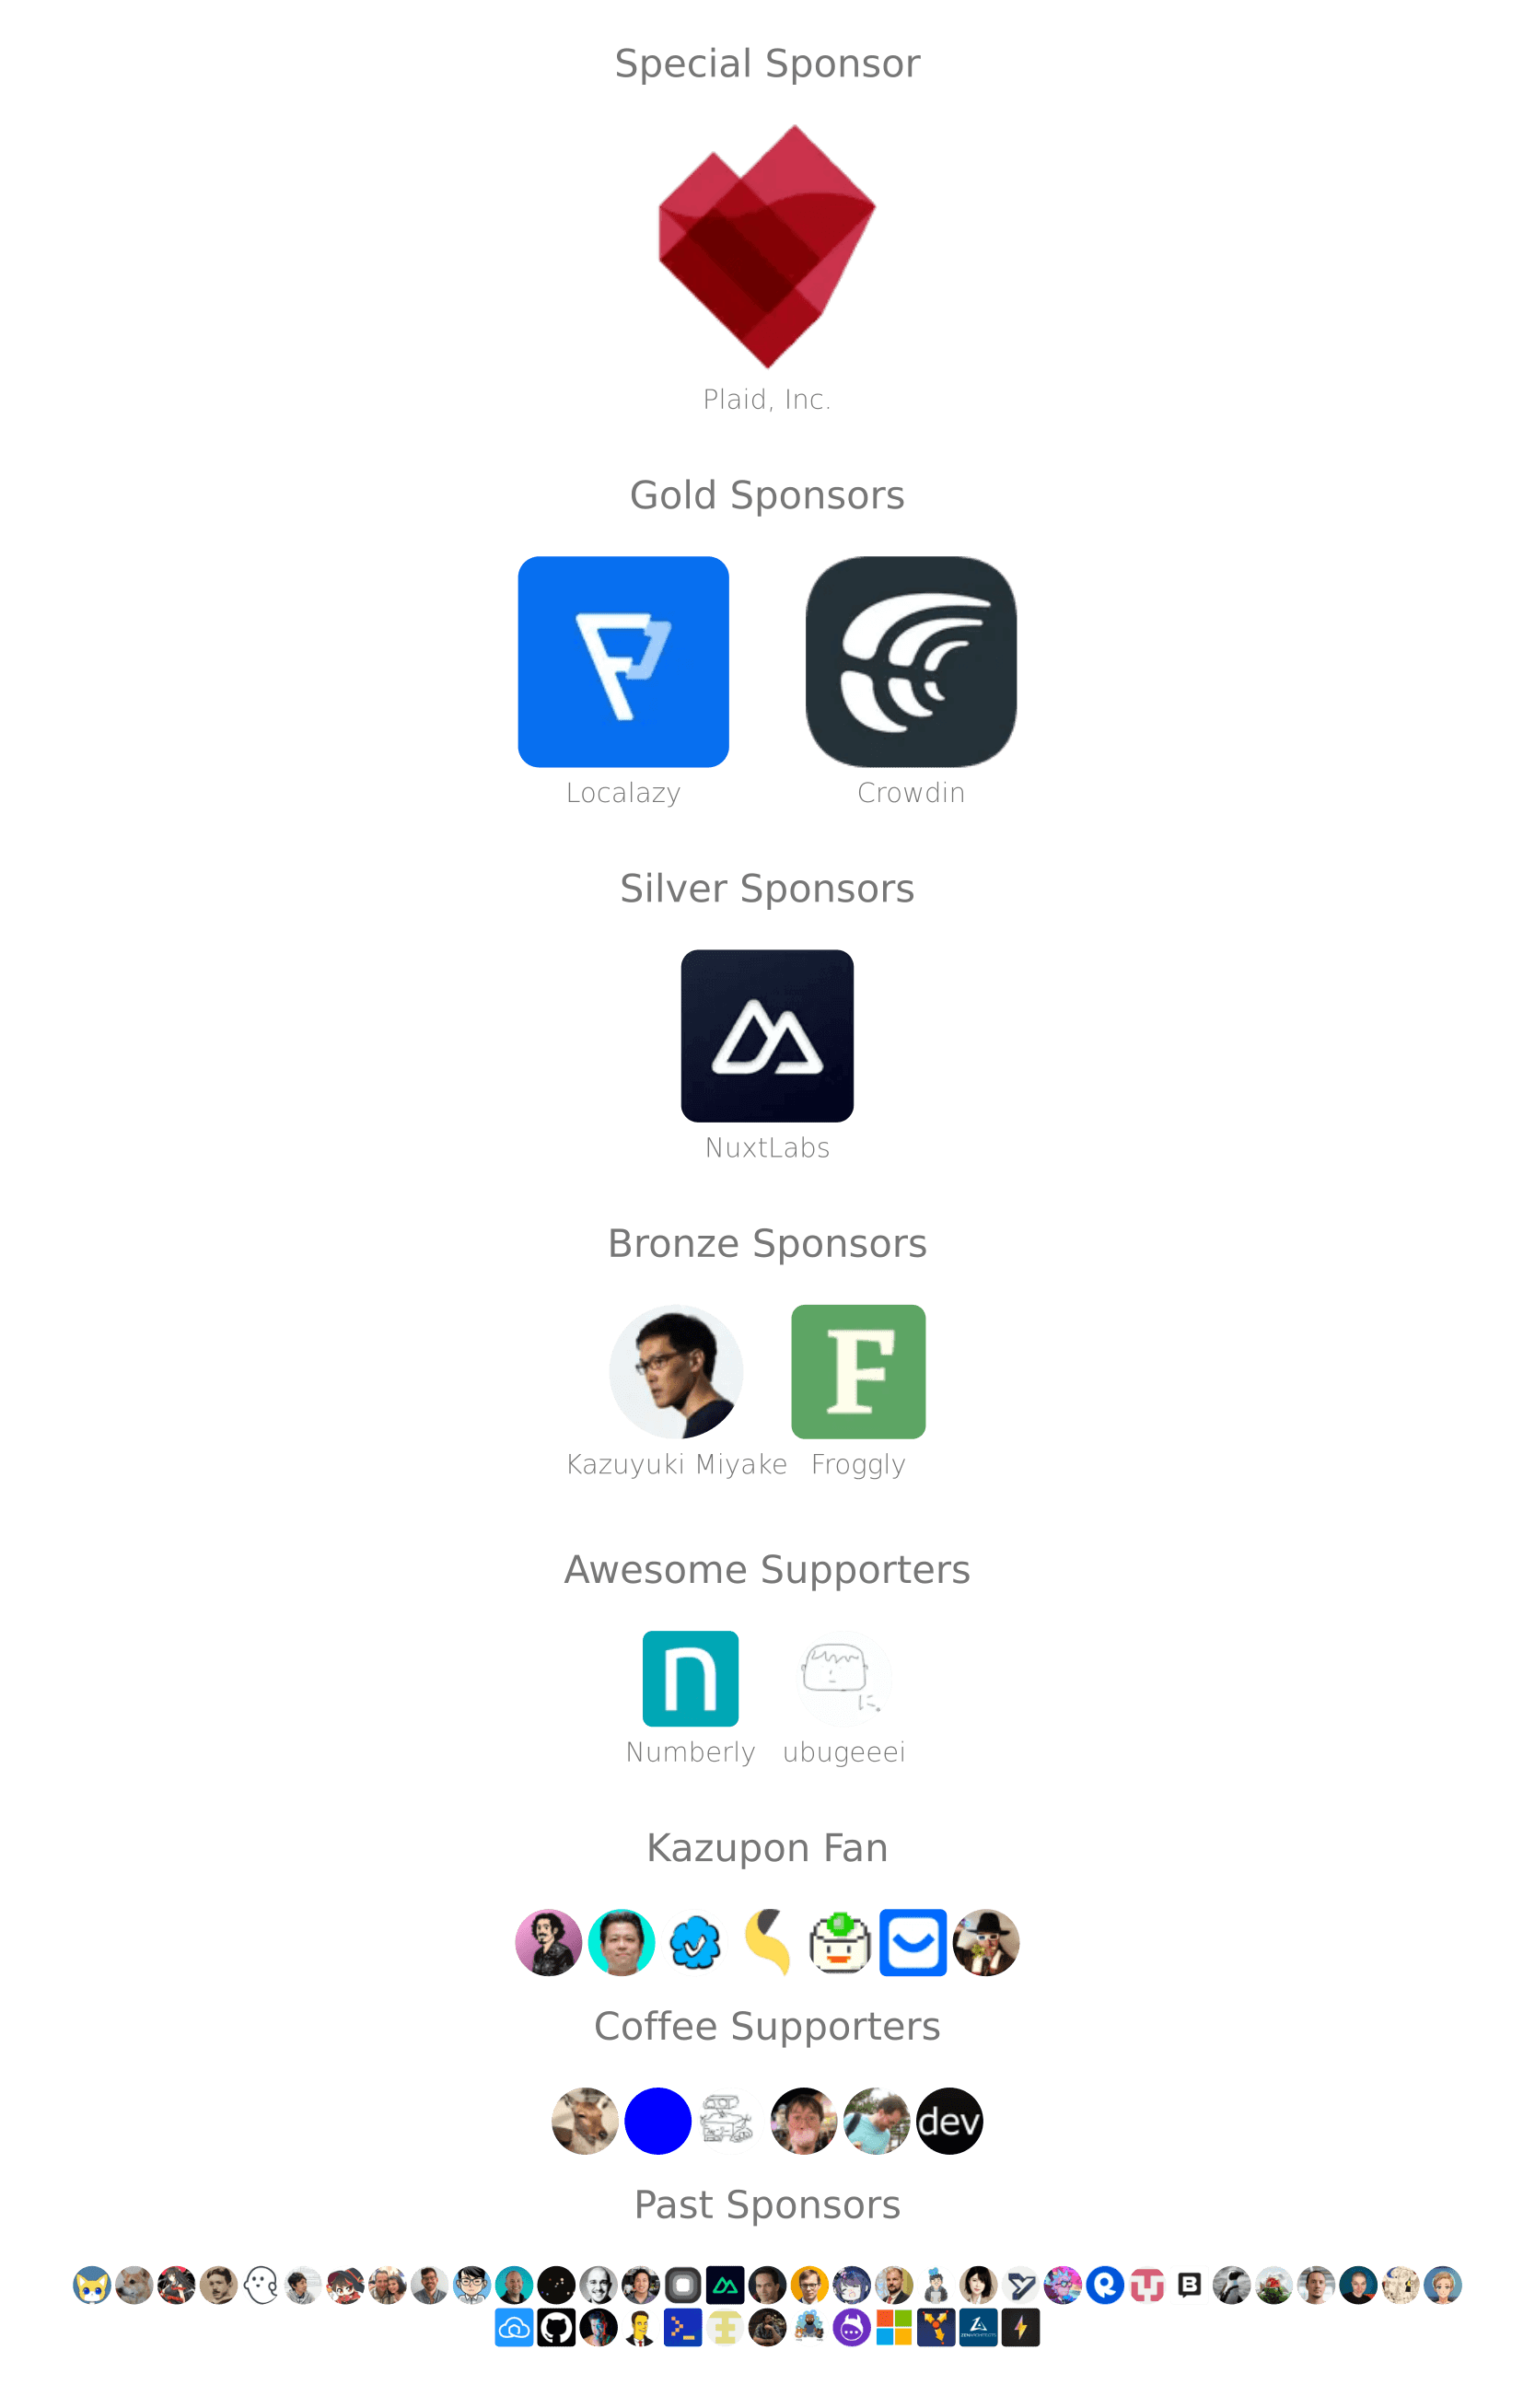 Special Sponsor
Plaid, Inc.
Gold Sponsors
Localazy Crowdin
Silver Sponsors
NuxtLabs
Bronze Sponsors
F
Kazuyuki Miyake Froggly
Awesome Supporters
n
に.
Numberly ubugeeei
Kazupon Fan
Coffee Supporters
dev
Past Sponsors
B